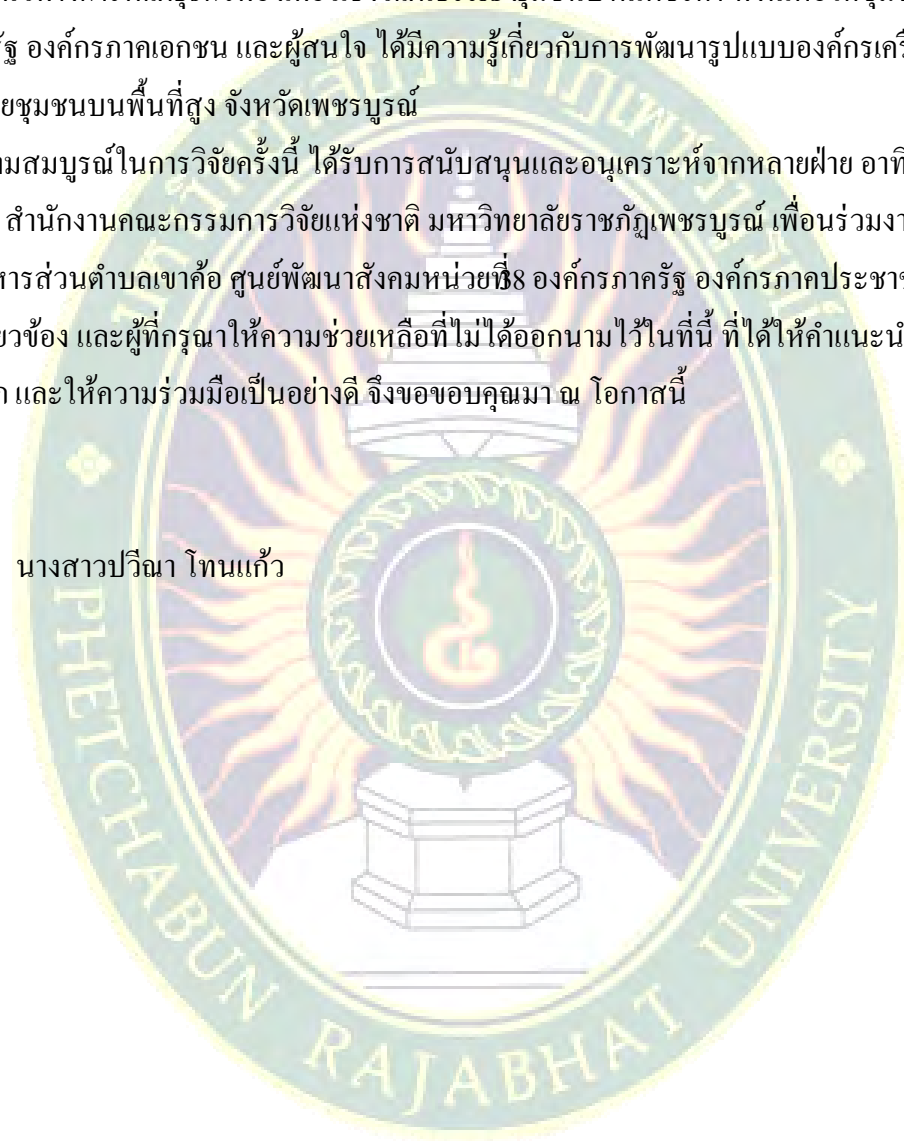 รัฐ องค์กรภาคเอกชน และผู้สนใจ ได้มีความรู้เกี่ยวกับการพัฒนารูปแบบองค์กรเครื
ยชุมชนบนพื้นที่สูง จังหวัดเพชรบูรณ์
ามสมบูรณ์ในการวิจัยครั้งนี้ ได้รับการสนับสนุนและอนุเคราะห์จากหลายฝ่าย อาทิ
สำนักงานคณะกรรมการวิจัยแห่งชาติ มหาวิทยาลัยราชภัฏเพชรบูรณ์ เพื่อนร่วมงา
หารส่วนตำบลเขาค้อ ศูนย์พัฒนาสังคมหน่วยที่38 องค์กรภาครัฐ องค์กรภาคประชาช
ยวข้อง และผู้ที่กรุณาให้ความช่วยเหลือที่ไม่ได้ออกนามไว้ในที่นี้ ที่ได้ให้คำแนะนำ
และให้ความร่วมมือเป็นอย่างดี จึงขอขอบคุณมา ณ โอกาสนี้
นางสาวปวีณา โทนแก้ว
PHETCHABUN RAJABHAT UNIVERSITY